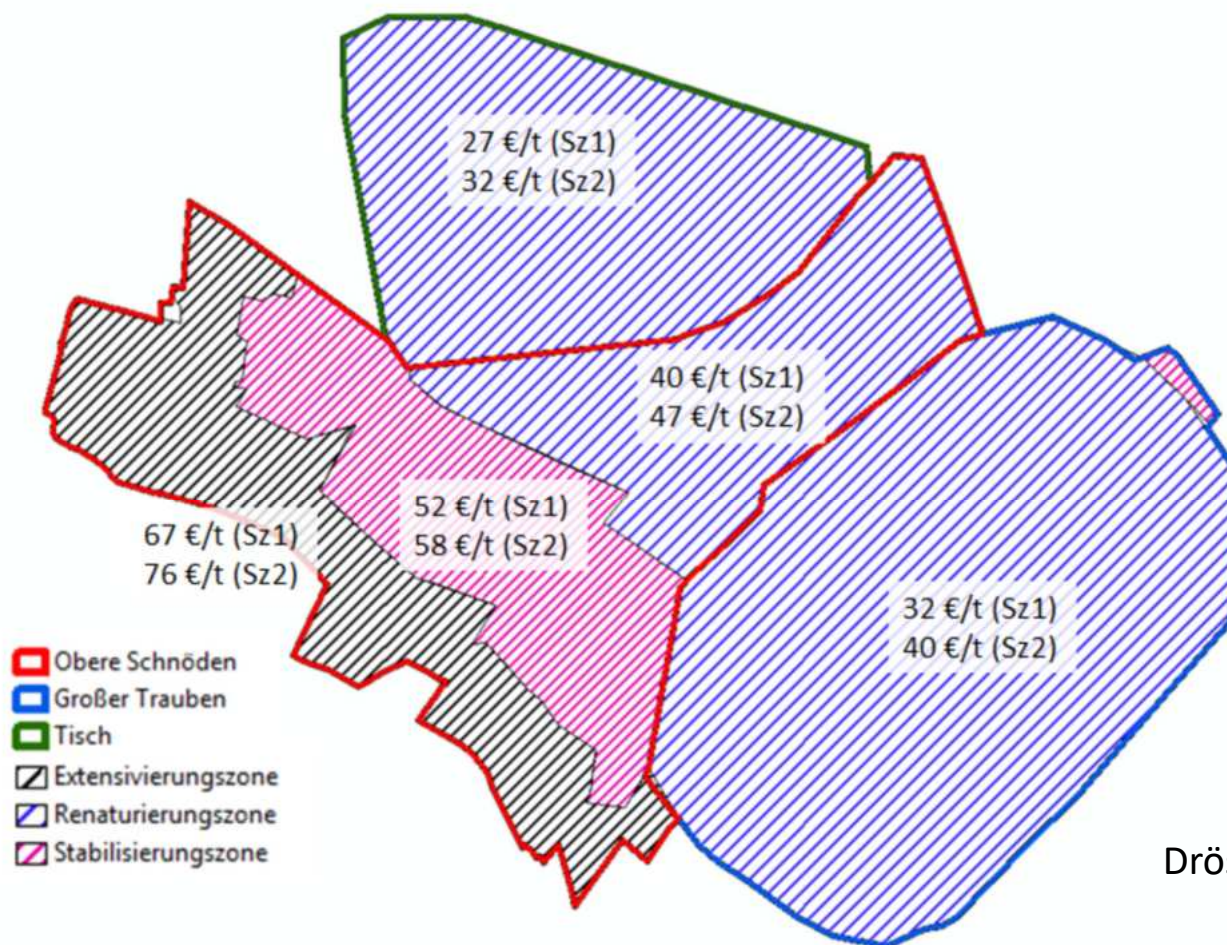 27 €/t (Sz1)
32 €/t (Sz2)
40 €/t (Sz1)
47 €/t (Sz2)
52 €/t (Sz1)
58 €/t (Sz2)
67 €/t (Sz1)
76 €/t (Sz2)
32 €/t (Sz1)
40 €/t (Sz2)
Obere Schnöden
Großer Trauben
Tisch
Extensivierungszone
Renaturierungszone
Stabilisierungszone